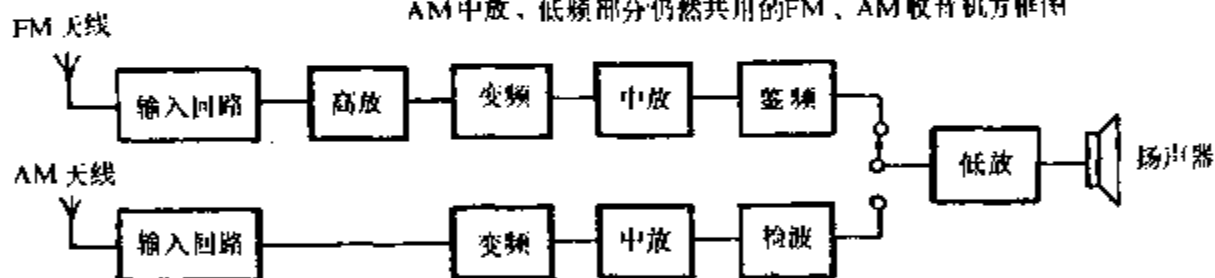 AM中放、低频部分仍然共用的FM、AM收音机方框图
FM 天线
输入回路 高放 变频 中放 鉴频
低放 扬声器
AM 天线
输入回路 变频 中放 检波